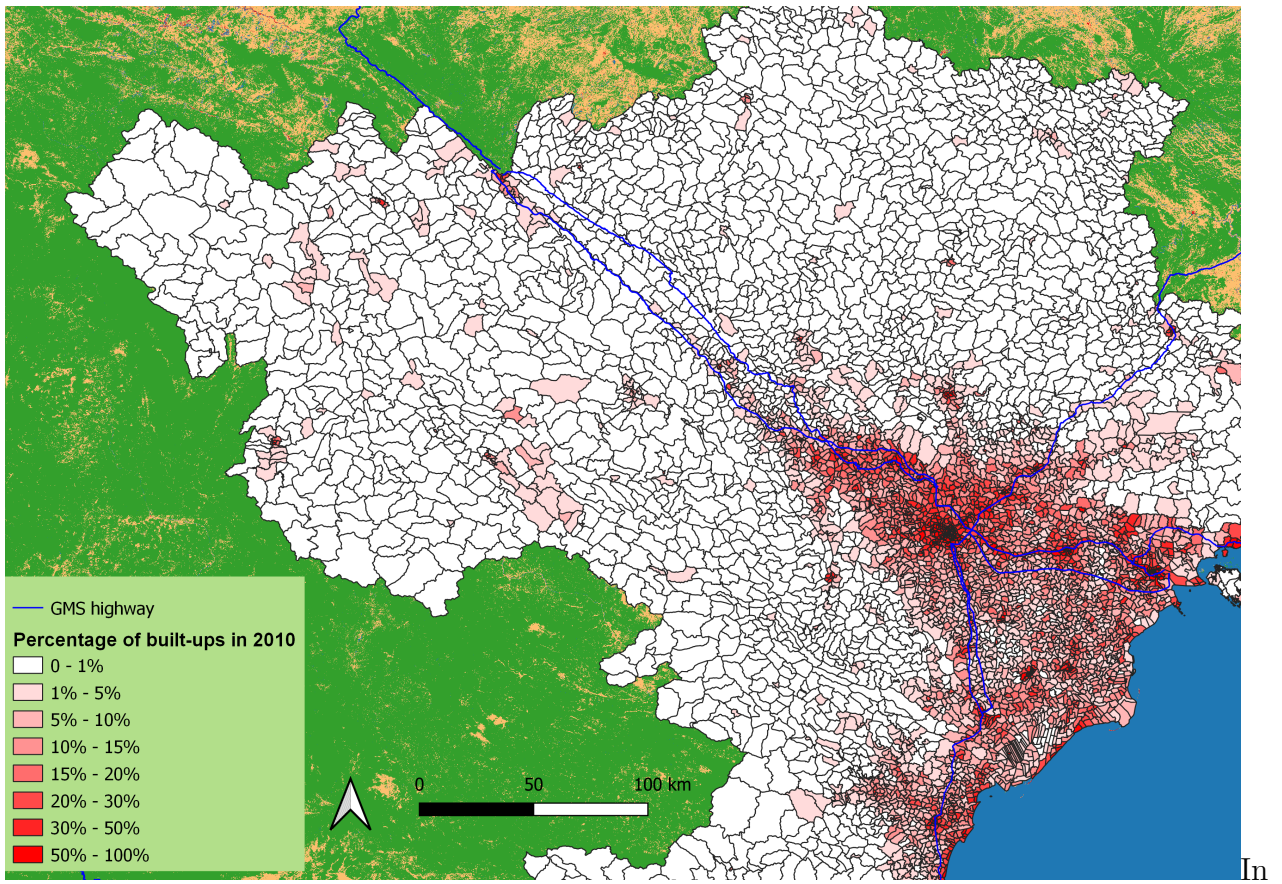 GMS highway
Percentage of built-ups in 2010
0 - 1%
1% - 5%
5% - 10%
10% - 15%
15% - 20%
20% - 30%
30% - 50%
50% - 100%
0 50 100 km
In